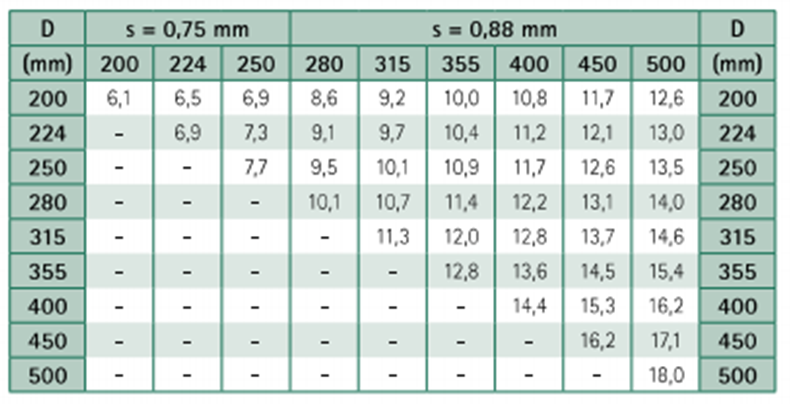 D s = 0,75 mm s = 0,88 mm D
(mm) 200 224 250 280 315 355 400 450 500 (mm)
200 6,1 6,5 6,9 8,6 9,2 10,0 10,8 11,7 12,6 200
224 - 6,9 7,3 9,1 9,7 10,4 11,2 12,1 13,0 224
250 - - 7,7 9,5 10,1 10,9 11,7 12,6 13,5 250
280 - - - 10,1 10,7 11,4 12,2 13,1 14,0 280
315 - - - - 11,3 12,0 12,8 13,7 14,6 315
355 - - - - - 12,8 13,6 14,5 15,4 355
400 - - - - - - 14,4 15,3 16,2 400
450 - - - - - - - 16,2 17,1 450
500 - - - - - - - - 18,0 500